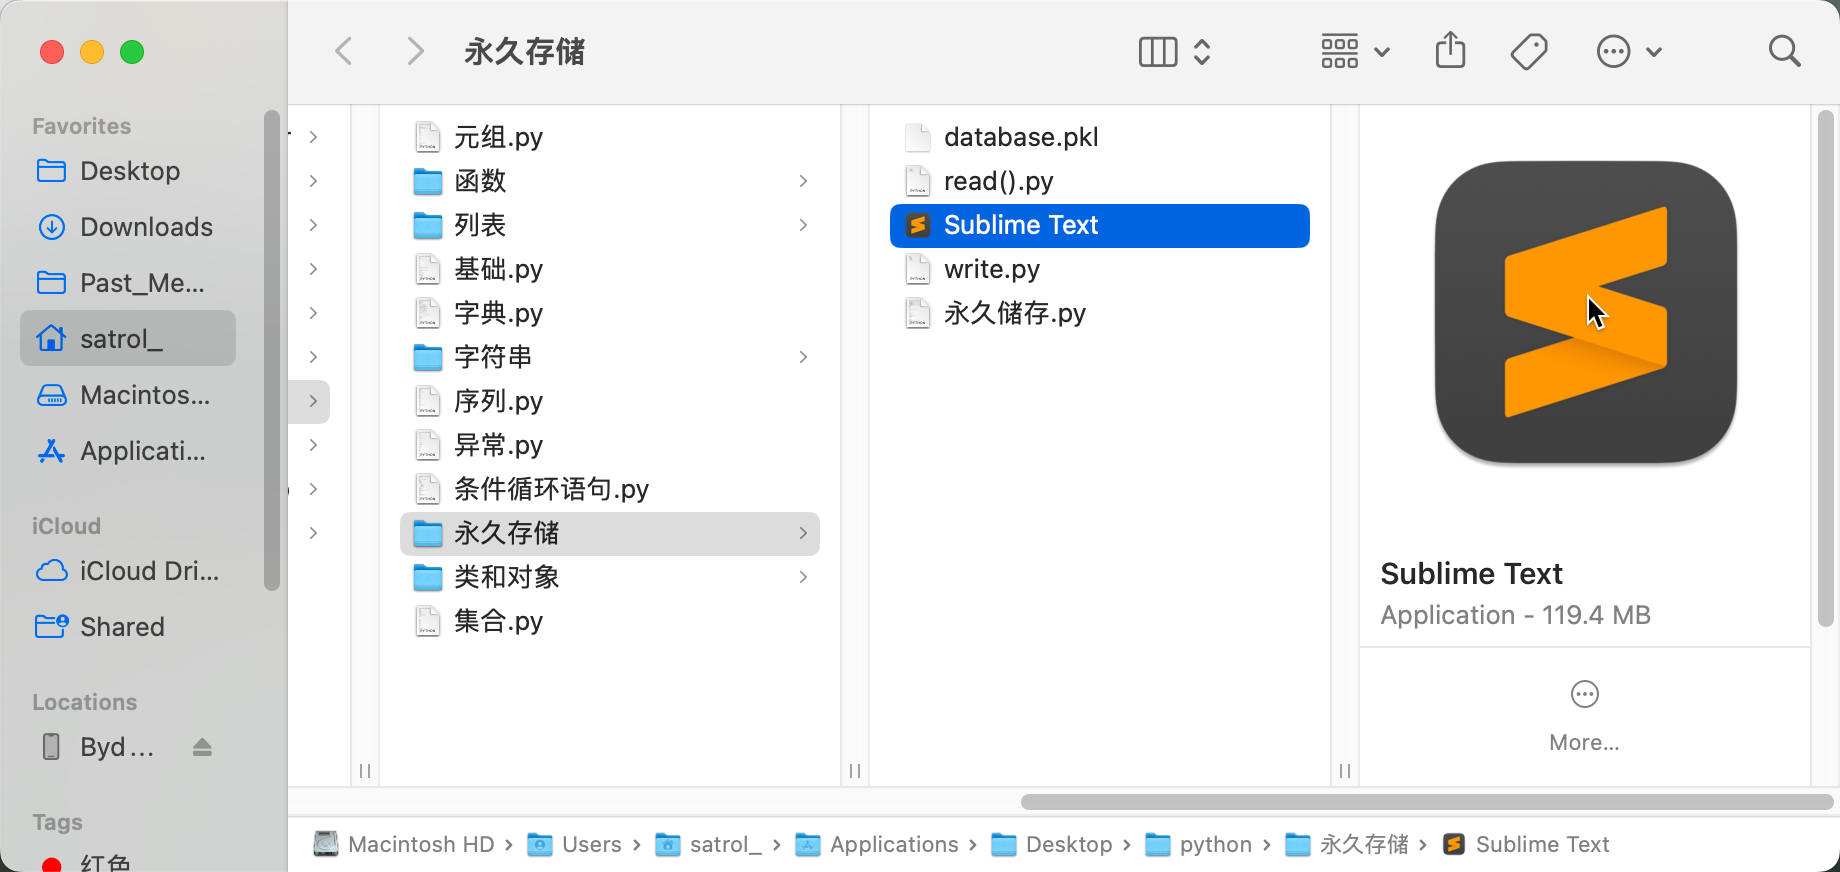 永久存储
Favorites
Desktop
Downloads
Past_Me...
satrol_
Macintos...
Applicati...
iCloud
iCloud Dri...
Shared
Locations
Byd...
Tags
红色
元组.py
函数
列表
基础.py
字典.py
字符串
序列.py
异常.py
条件循环语句.py
永久存储
类和对象
集合.py
database.pkl
read().py
Sublime Text
write.py
永久储存.py
Sublime Text
Application - 119.4 MB
More...
Macintosh HD › Users › satrol_ › Applications › Desktop › python › 永久存储 › Sublime Text